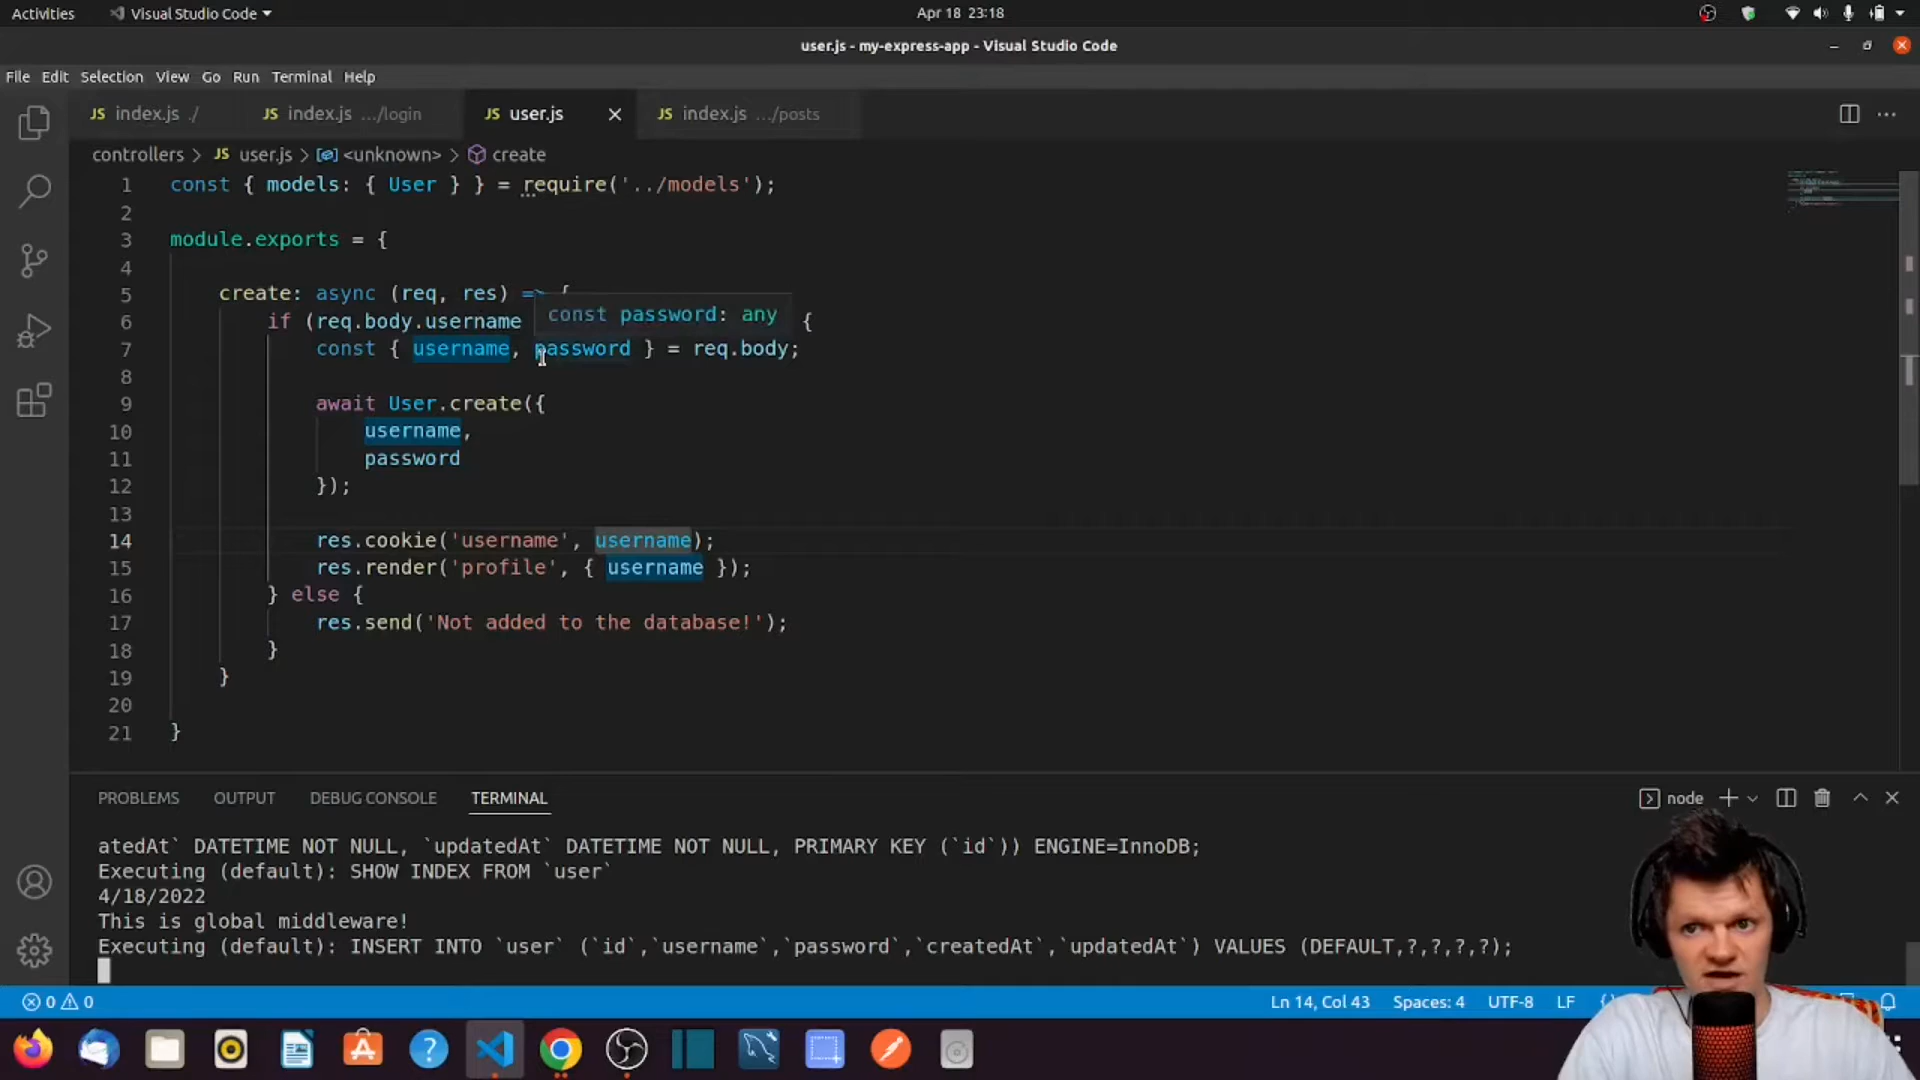 Activities
Visual Studio Code
Apr 18 23:18
user.js - my-express-app - Visual Studio Code
File Edit Selection View Go Run Terminal Help
JS index.js ./
JS index.js .../login
JS user.js
JS index.js .../posts
controllers > JS user.js > <unknown> > create
1 const { models: { User } } = require('../models');
2
3 module.exports = {
4
5 create: async (req, res) => {
6 if (req.body.username
const password: any
{
7 const { username, password } = req.body;
8
9 await User.create({
10 username,
11 password
12 });
13
14 res.cookie('username', username);
15 res.render('profile', { username });
16 } else {
17 res.send('Not added to the database!');
18 }
19 }
20
21 }
PROBLEMS OUTPUT DEBUG CONSOLE TERMINAL
node
atedAt` DATETIME NOT NULL, `updatedAt` DATETIME NOT NULL, PRIMARY KEY (`id`)) ENGINE=InnoDB;
Executing (default): SHOW INDEX FROM `user`
4/18/2022
This is global middleware!
Executing (default): INSERT INTO `user` (`id`,`username`,`password`,`createdAt`,`updatedAt`) VALUES (DEFAULT,?,?,?,?);
0 0
Ln 14, Col 43 Spaces: 4 UTF-8 LF